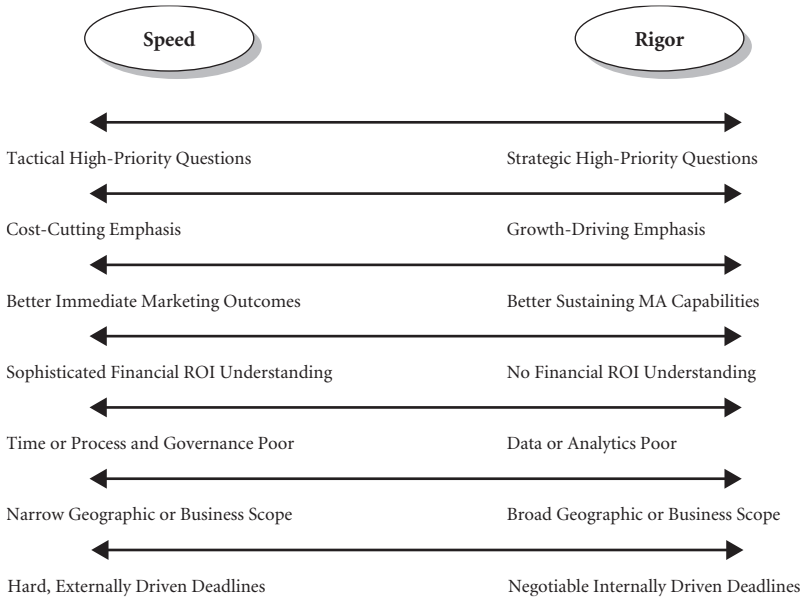 Speed
Rigor
Tactical High-Priority Questions
Strategic High-Priority Questions
Cost-Cutting Emphasis
Growth-Driving Emphasis
Better Immediate Marketing Outcomes
Better Sustaining MA Capabilities
Sophisticated Financial ROI Understanding
No Financial ROI Understanding
Time or Process and Governance Poor
Data or Analytics Poor
Narrow Geographic or Business Scope
Broad Geographic or Business Scope
Hard, Externally Driven Deadlines
Negotiable Internally Driven Deadlines